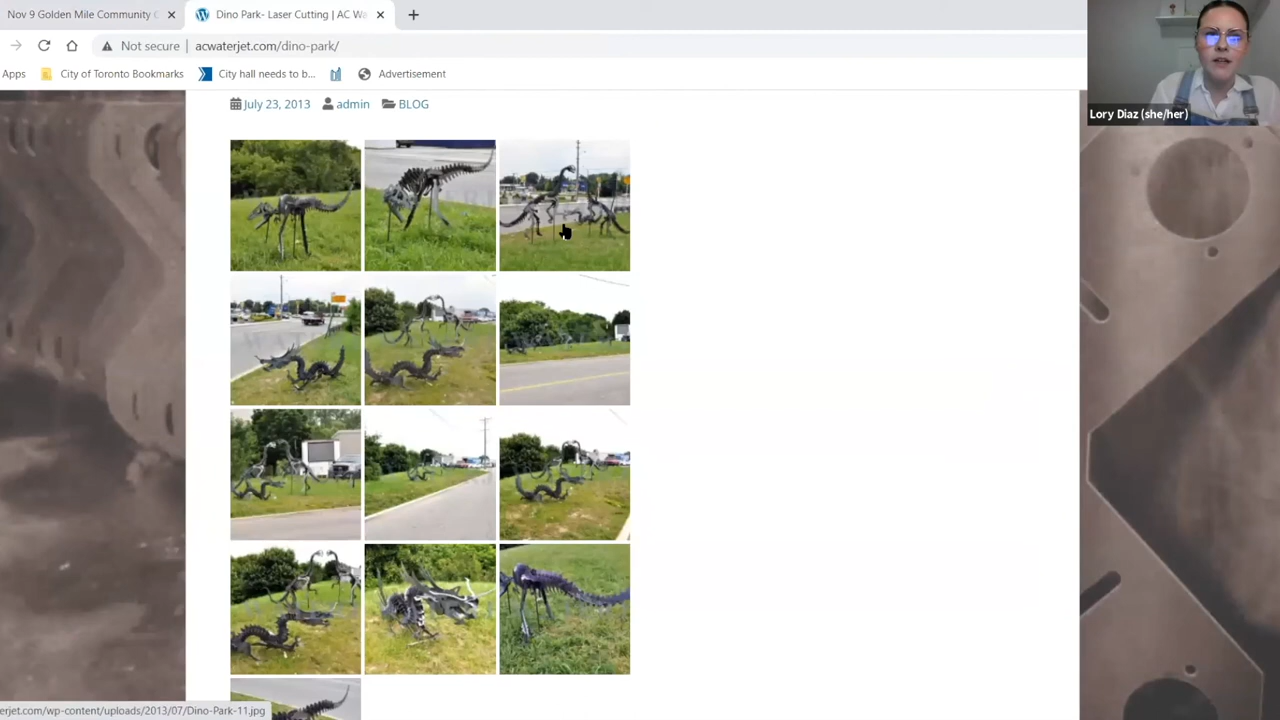 Nov 9 Golden Mile Community C
Dino Park- Laser Cutting | AC Wa
Not secure
acwaterjet.com/dino-park/
Apps
City of Toronto Bookmarks
City hall needs to b...
Advertisement
Lory Diaz (she/her)
July 23, 2013
admin
BLOG
erjet.com/wp-content/uploads/2013/07/Dino-Park-11.jpg